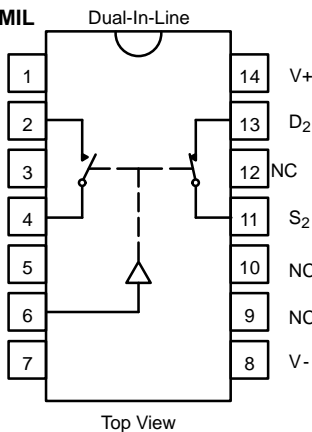 MIL
Dual-In-Line
1 14 V+
2 13 D2
3 12 NC
4 11 S2
5 10 NC
6 9 NC
7 8 V-
Top View